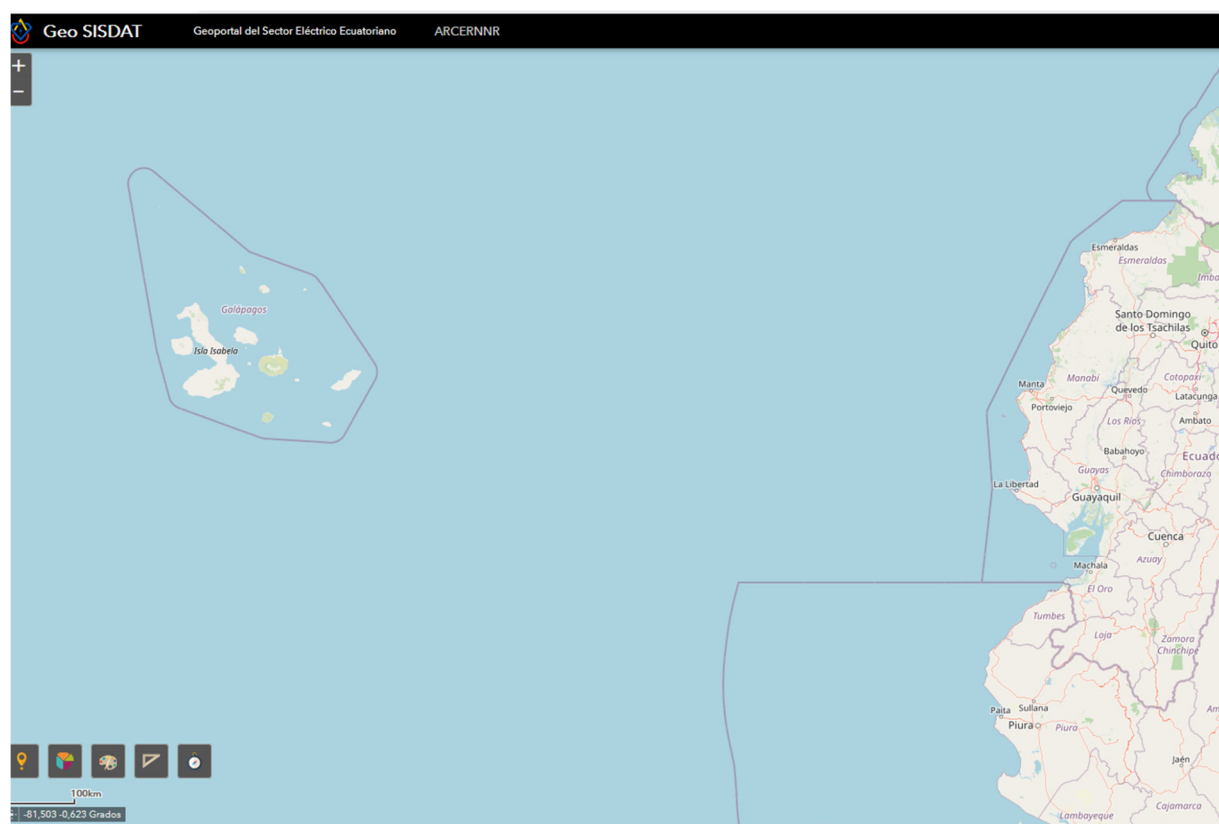 Geo SISDAT
Geoportal del Sector Eléctrico Ecuatoriano
ARCERNNR
+
−
Esmeraldas
Esmeraldas
Galápagos
Santo Domingo
de los Tsachilas
Isla Isabela
Quito
Manta
Manabí
Cotopaxi
Quevedo
Latacunga
Portoviejo
Los Ríos
Ambato
Babahoyo
Guayas
Chimborazo
La Libertad
Guayaquil
Cuenca
Azuay
Machala
El Oro
Tumbes
Loja
Zamora
Chinchipe
Paita
Sullana
Piura
Piura
Jaén
100km
-81,503 -0,623 Grados
Cajamarca
Lambayeque